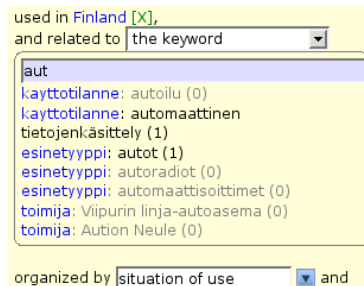 used in Finland [X],
and related to the keyword
aut
kayttotilanne: autoilu (0)
kayttotilanne: automaattinen
tietojenkäsittely (1)
esinetyyppi: autot (1)
esinetyyppi: autoradiot (0)
esinetyyppi: automaattisoittimet (0)
toimija: Viipurin linja-autoasema (0)
toimija: Aution Neule (0)
organized by situation of use and